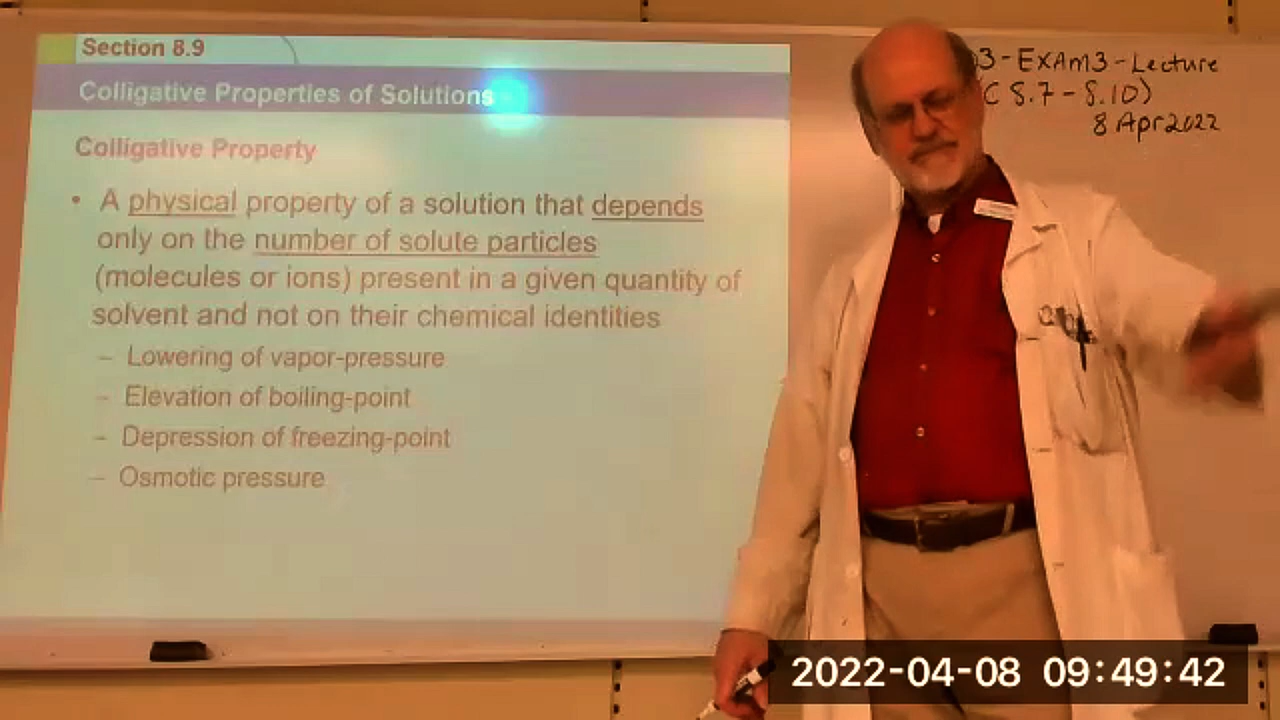 Section 8.9
Colligative Properties of Solutions
Colligative Property
• A physical property of a solution that depends
only on the number of solute particles
(molecules or ions) present in a given quantity of
solvent and not on their chemical identities
– Lowering of vapor-pressure
– Elevation of boiling-point
– Depression of freezing-point
– Osmotic pressure
3-EXAm3-Lecture
C 8.7-8.10)
8 Apr2022
2022-04-08 09:49:42